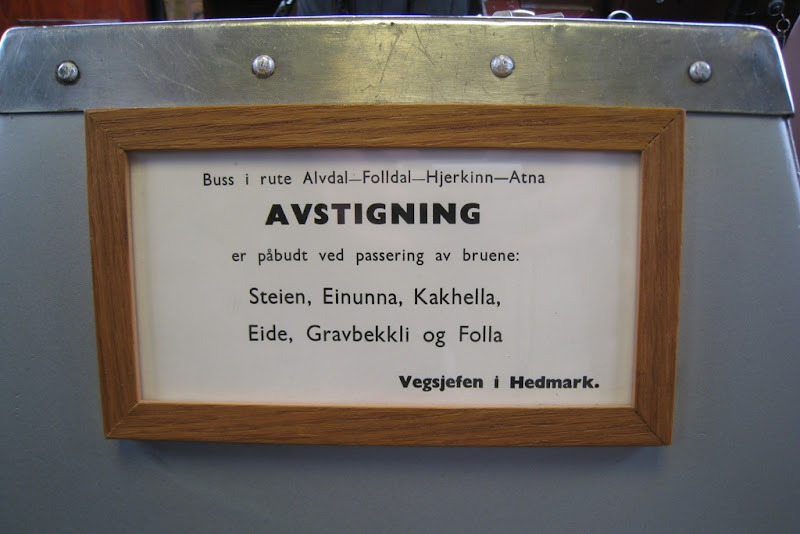 Buss i rute Alvdal—Folldal—Hjerkinn—Atna
AVSTIGNING
er påbudt ved passering av bruene:
Steien, Einunna, Kakhella,
Eide, Gravbekkli og Folla
Vegsjefen i Hedmark.